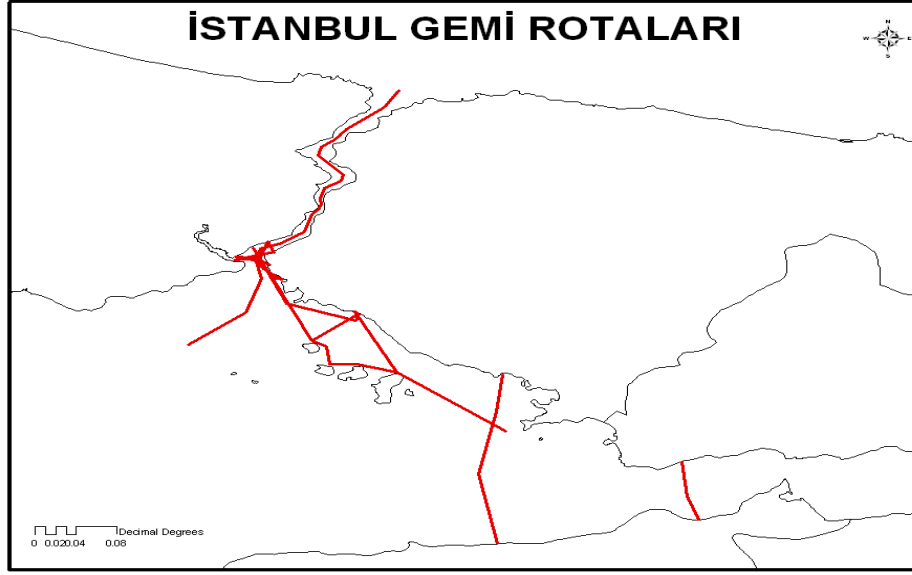 İSTANBUL GEMİ ROTALARI
N
W E
S
Decimal Degrees
0 0.020.04 0.08